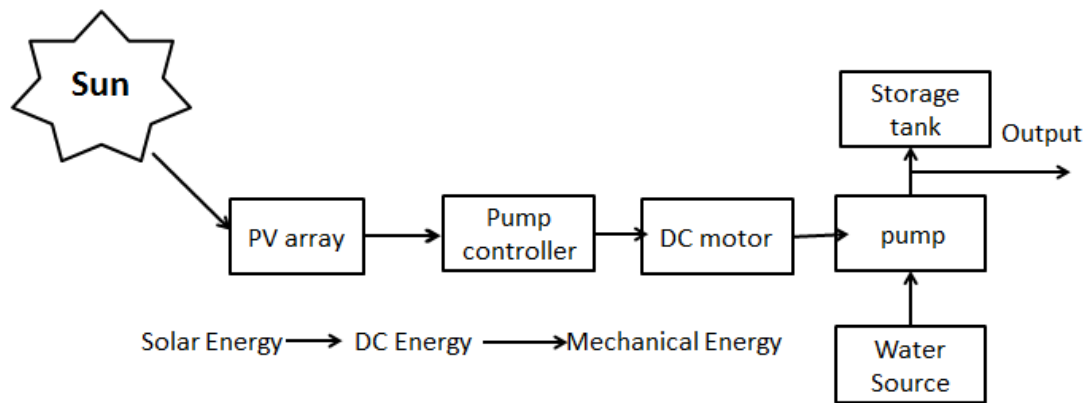 Sun
Storage
tank
Output
PV array
Pump
controller
DC motor
pump
Solar Energy
DC Energy
Mechanical Energy
Water
Source